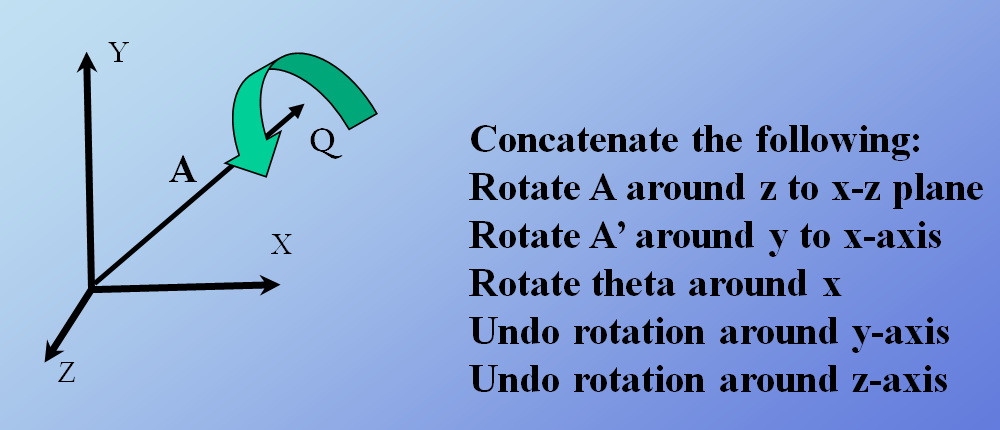 Y
Q
A
X
Z
Concatenate the following:
Rotate A around z to x-z plane
Rotate A’ around y to x-axis
Rotate theta around x
Undo rotation around y-axis
Undo rotation around z-axis